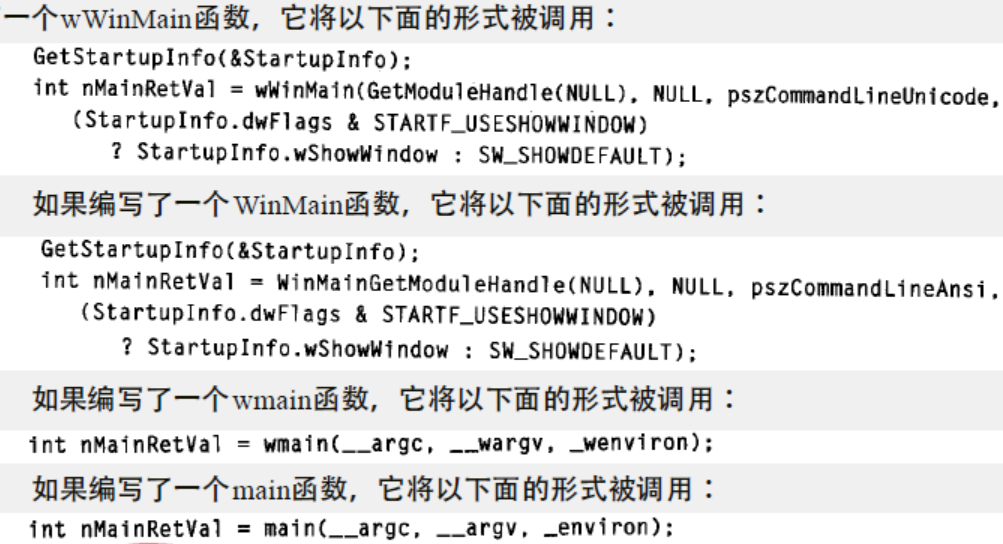 一个wWinMain函数，它将以下面的形式被调用：
GetStartupInfo(&StartupInfo);
int nMainRetVal = wWinMain(GetModuleHandle(NULL), NULL, pszCommandLineUnicode,
(StartupInfo.dwFlags & STARTF_USESHOWWINDOW)
? StartupInfo.wShowWindow : SW_SHOWDEFAULT);
如果编写了一个WinMain函数，它将以下面的形式被调用：
GetStartupInfo(&StartupInfo);
int nMainRetVal = WinMainGetModuleHandle(NULL), NULL, pszCommandLineAnsi,
(StartupInfo.dwFlags & STARTF_USESHOWWINDOW)
? StartupInfo.wShowWindow : SW_SHOWDEFAULT);
如果编写了一个wmain函数，它将以下面的形式被调用：
int nMainRetVal = wmain(__argc, __wargv, _wenviron);
如果编写了一个main函数，它将以下面的形式被调用：
int nMainRetVal = main(__argc, __argv, _environ);